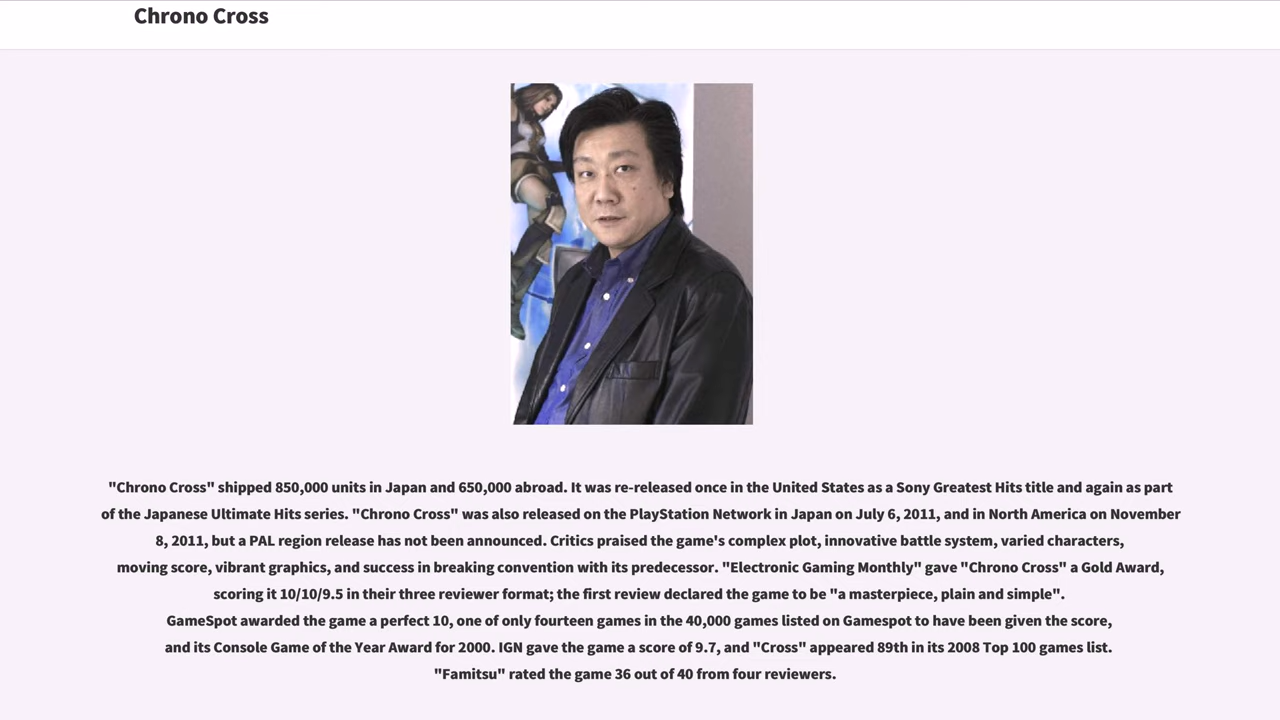 Chrono Cross
"Chrono Cross" shipped 850,000 units in Japan and 650,000 abroad. It was re-released once in the United States as a Sony Greatest Hits title and again as part
of the Japanese Ultimate Hits series. "Chrono Cross" was also released on the PlayStation Network in Japan on July 6, 2011, and in North America on November
8, 2011, but a PAL region release has not been announced. Critics praised the game's complex plot, innovative battle system, varied characters,
moving score, vibrant graphics, and success in breaking convention with its predecessor. "Electronic Gaming Monthly" gave "Chrono Cross" a Gold Award,
scoring it 10/10/9.5 in their three reviewer format; the first review declared the game to be "a masterpiece, plain and simple".
GameSpot awarded the game a perfect 10, one of only fourteen games in the 40,000 games listed on Gamespot to have been given the score,
and its Console Game of the Year Award for 2000. IGN gave the game a score of 9.7, and "Cross" appeared 89th in its 2008 Top 100 games list.
"Famitsu" rated the game 36 out of 40 from four reviewers.